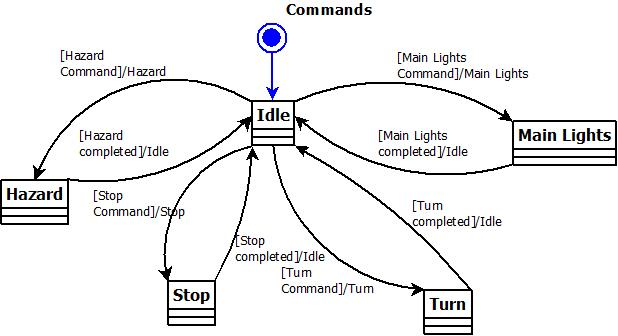 Commands
[Hazard
Command]/Hazard
[Main Lights
Command]/Main Lights
Idle
[Hazard
completed]/Idle
[Main Lights
completed]/Idle
Main Lights
Hazard
[Stop
Command]/Stop
[Turn
completed]/Idle
[Stop
completed]/Idle
[Turn
Command]/Turn
Stop
Turn